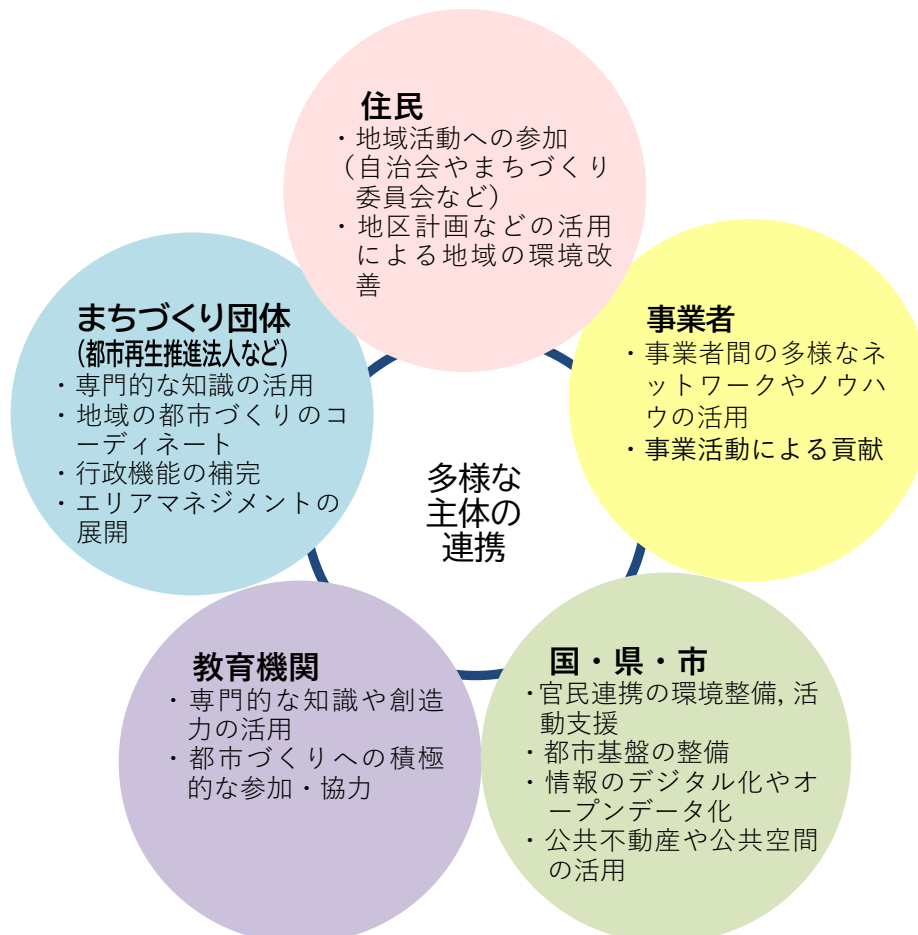 住民
・地域活動への参加
（自治会やまちづくり
委員会など）
・地区計画などの活用
による地域の環境改
善
まちづくり団体
(都市再生推進法人など)
・専門的な知識の活用
・地域の都市づくりのコ
ーディネート
・行政機能の補完
・エリアマネジメントの
展開
事業者
・事業者間の多様なネ
ットワークやノウハ
ウの活用
・事業活動による貢献
多様な
主体の
連携
教育機関
・専門的な知識や創造
力の活用
・都市づくりへの積極
的な参加・協力
国・県・市
・官民連携の環境整備, 活
動支援
・都市基盤の整備
・情報のデジタル化やオ
ープンデータ化
・公共不動産や公共空間
の活用